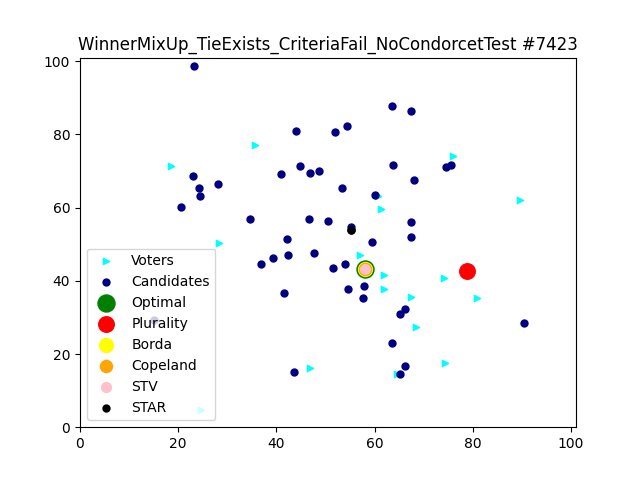 WinnerMixUp_TieExists_CriteriaFail_NoCondorcetTest #7423
100
80
60
40
20
0
Voters
Candidates
Optimal
Plurality
Borda
Copeland
STV
STAR
0 20 40 60 80 100